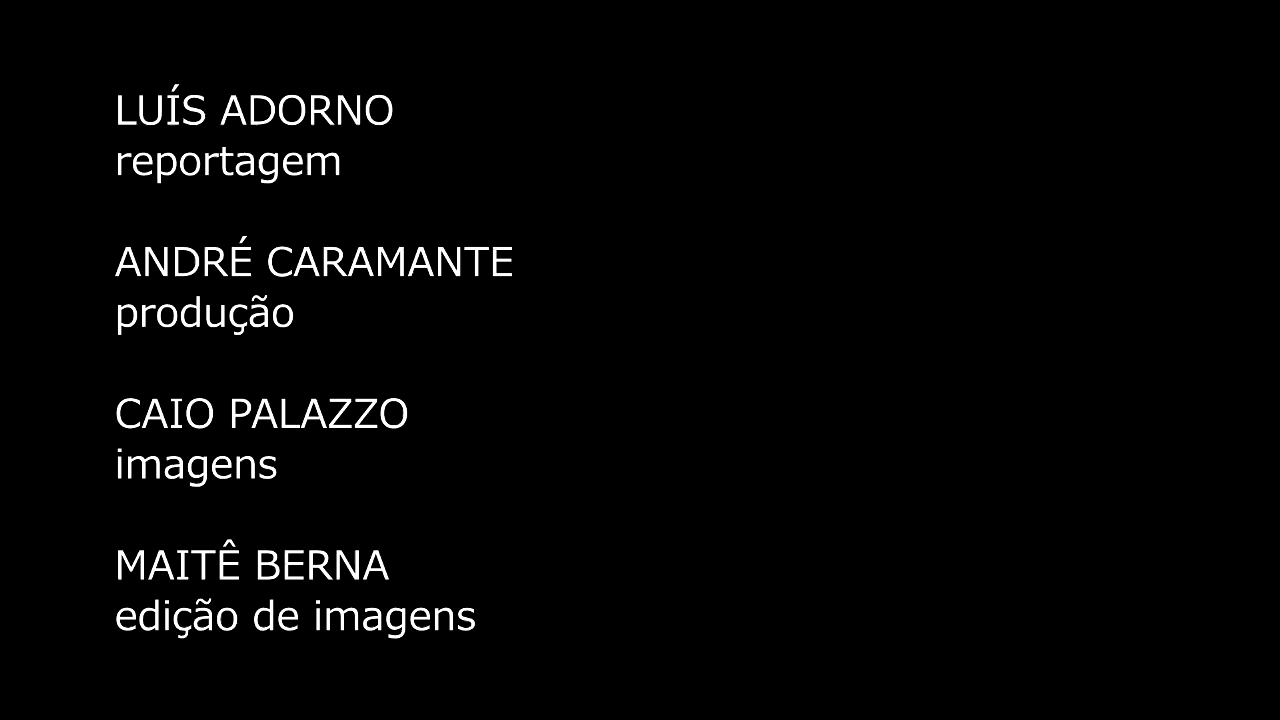 LUÍS ADORNO
reportagem
ANDRÉ CARAMANTE
produção
CAIO PALAZZO
imagens
MAITÊ BERNA
edição de imagens